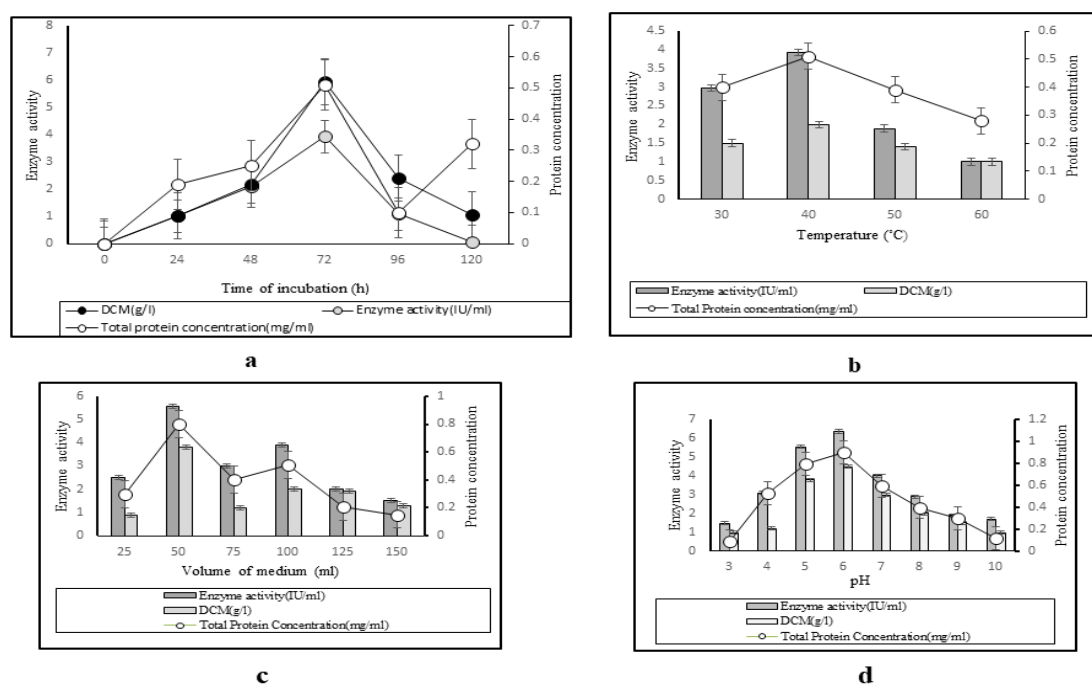 8
7
6
5
4
3
2
1
0
Enzyme activity
0.7
0.6
0.5
0.4
0.3
0.2
0.1
0
Protein concentration
0 24 48 72 96 120
Time of incubation (h)
DCM(g/l) Enzyme activity(IU/ml)
Total protein concentration(mg/ml)
a
4.5
4
3.5
3
2.5
2
1.5
1
0.5
0
Enzyme activity
0.6
0.5
0.4
0.3
0.2
0.1
0
Protein concentration
30 40 50 60
Temperature (°C)
Enzyme activity(IU/ml) DCM(g/l)
Total Protein concentration(mg/ml)
b
6
5
4
3
2
1
0
Enzyme activity
1
0.8
0.6
0.4
0.2
0
Protein concentration
25 50 75 100 125 150
Volume of medium (ml)
Enzyme activity(IU/ml)
DCM(g/l)
Total Protein Concentration(mg/ml)
c
7
6
5
4
3
2
1
0
Enzyme activity
1.2
1
0.8
0.6
0.4
0.2
0
Protein concentration
3 4 5 6 7 8 9 10
pH
Enzyme activity(IU/ml)
DCM(g/l)
Total Protein Concentration(mg/ml)
d